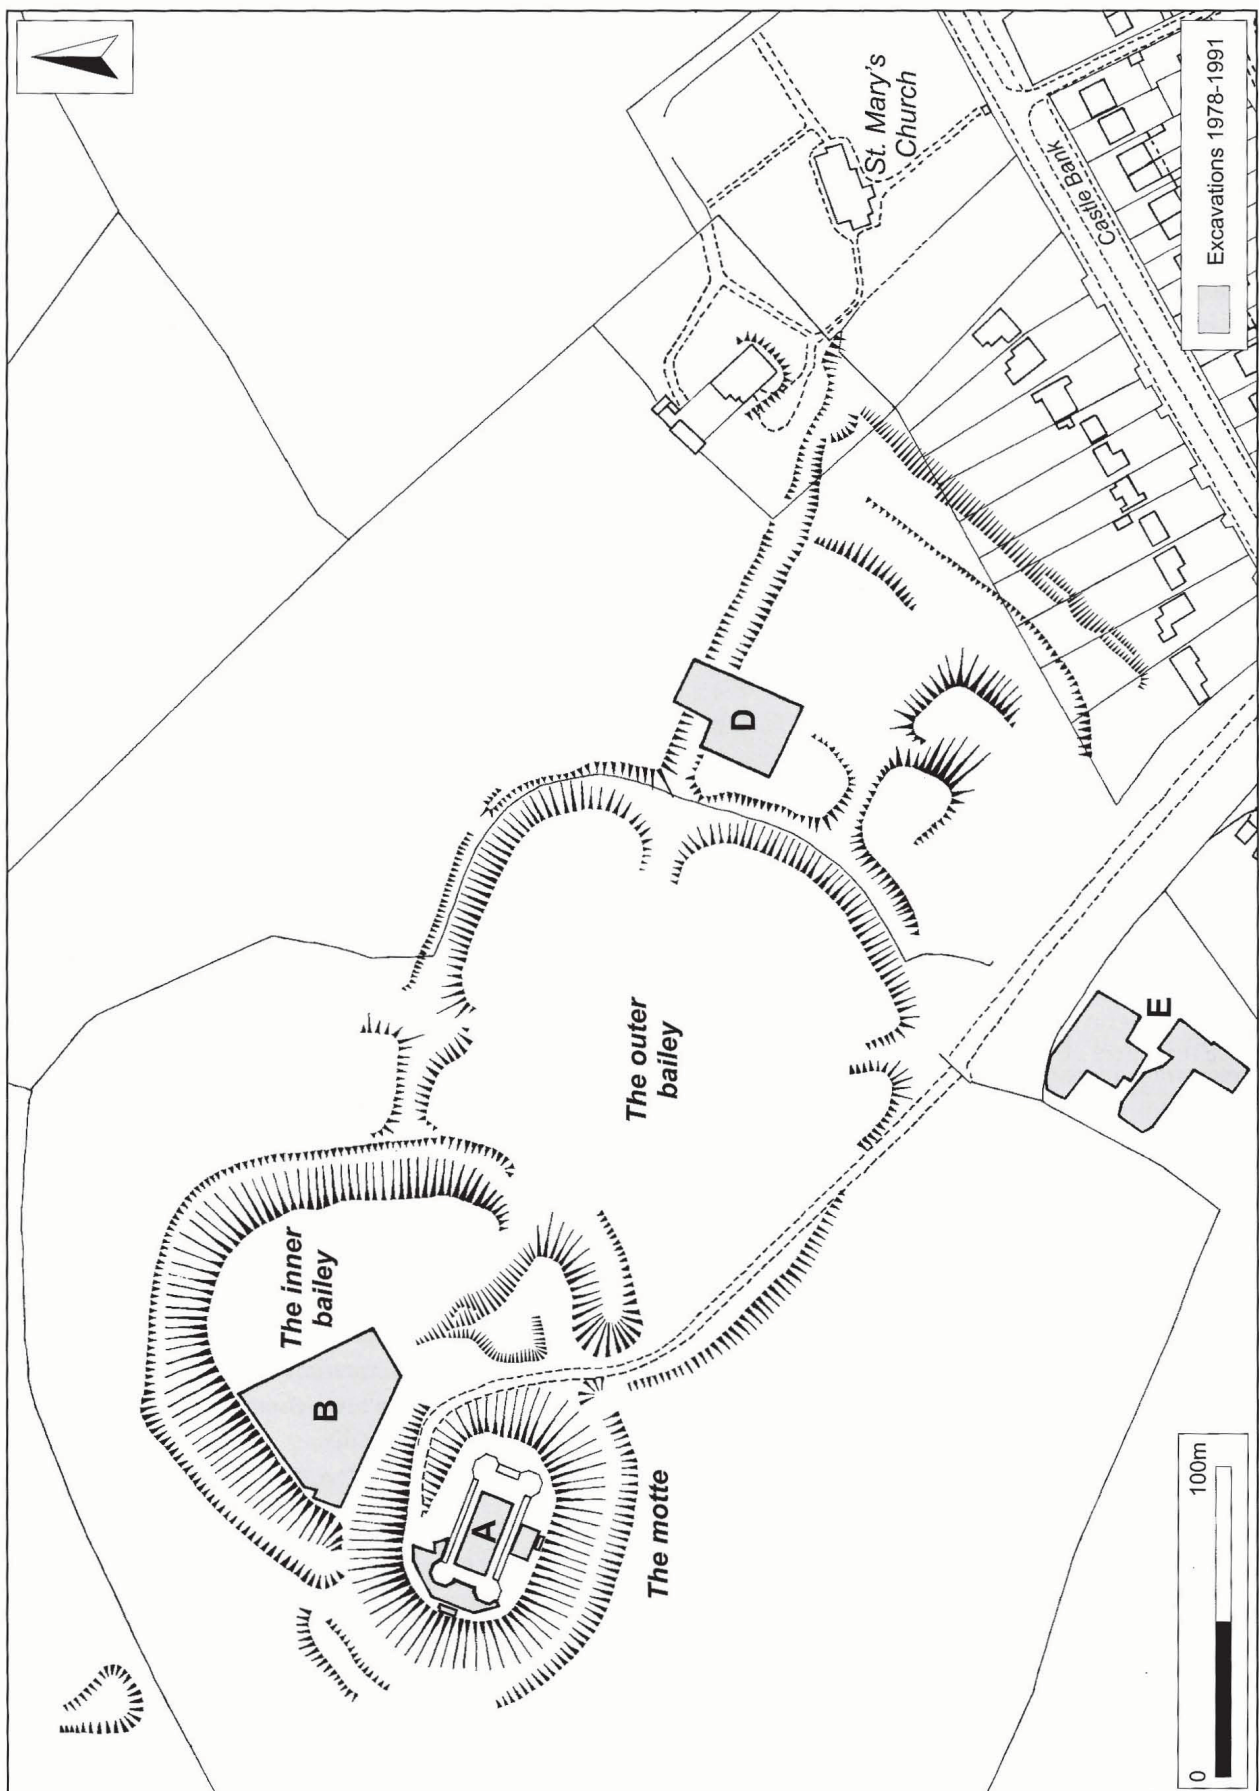 St. Mary's
Church
Castle Bank
Excavations 1978-1991
D
The outer
bailey
E
The inner
bailey
B
A
The motte
0
100m